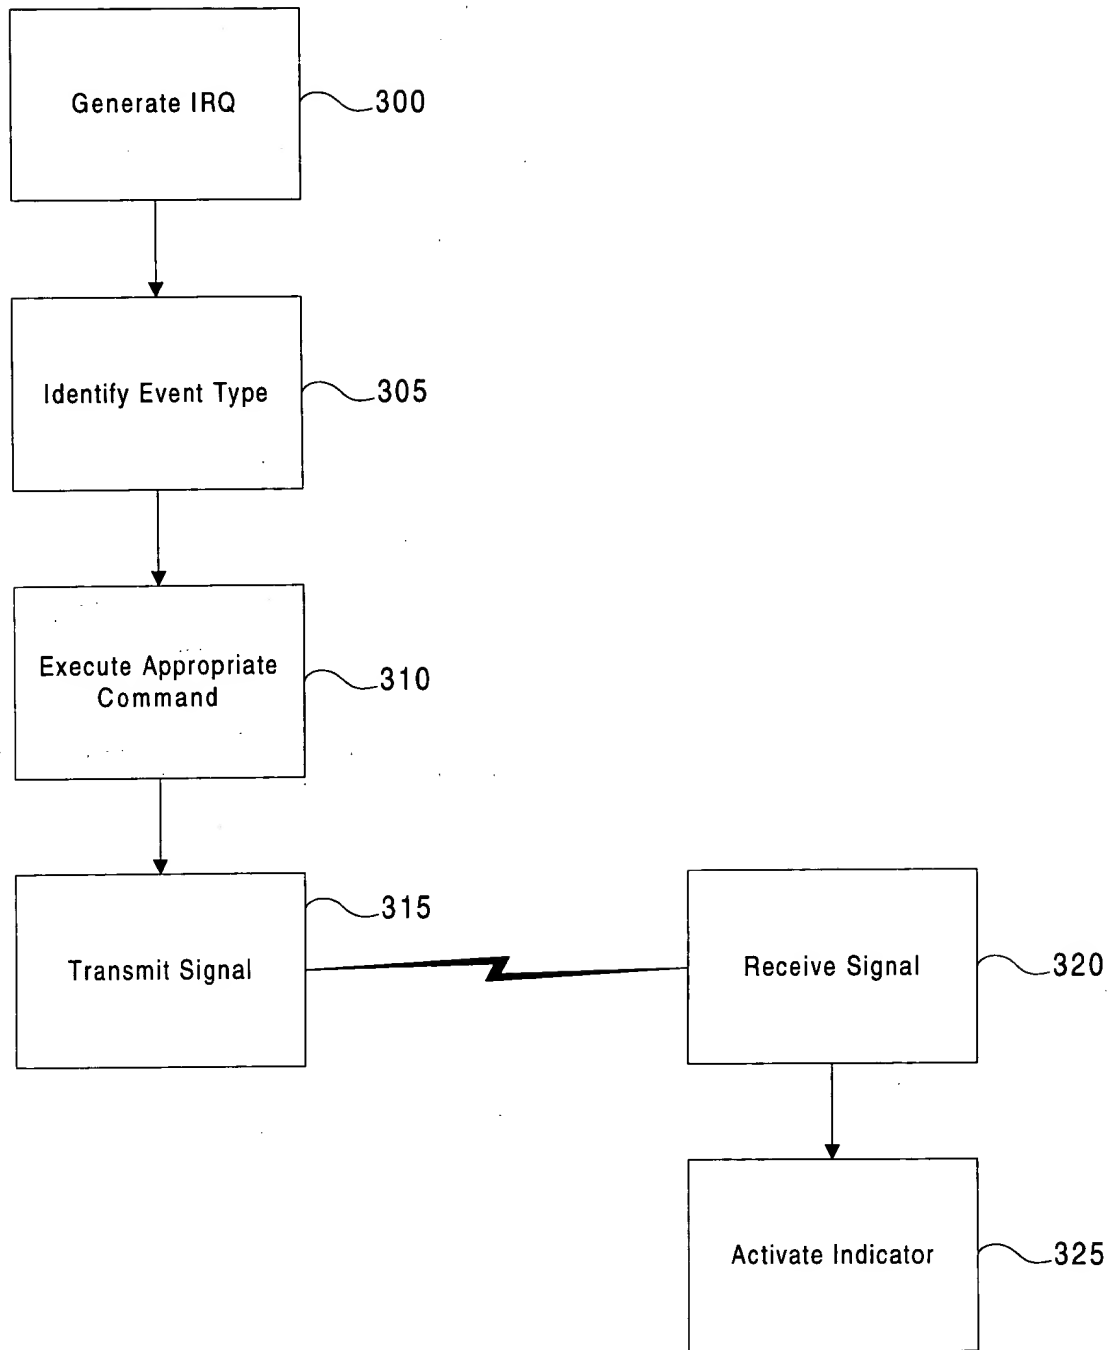 Generate IRQ
300
Identify Event Type
305
Execute Appropriate
Command
310
315
Transmit Signal
Receive Signal
320
Activate Indicator
325